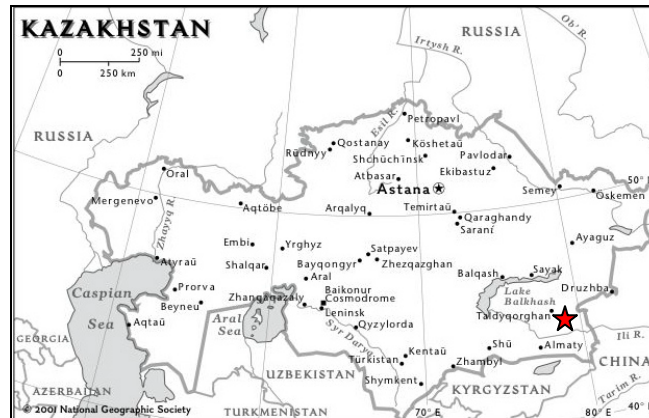 KAZAKHSTAN
0 250 mi
0 250 km
RUSSIA
RUSSIA
Irtysh R.
Ob' R.
Esil R.
Petropavl
Qostanay
Rūdnyy
Köshetaū
Shchūchīnsk
Pavlodar
Ekibastuz
Atbasar
Astana
Oral
Semey
50°
Oskemen
Mergenevo
Zhayyq R.
Aqtöbe
Arqalyq
Temirtaū
Qaraghandy
Saranī
Embi
Yrghyz
Satpayev
Zhezqazghan
Ayaguz
Atyraū
Shalqar
Bayqongyr
Balqash
Sayak
Aral
Druzhba
Caspian
Sea
Prorva
Beyneu
Zhangaqazaly
Baikonur
Cosmodrome
Leninsk
Lake
Balkhash
Taldyqorghan
Aral
Sea
Aqtaū
Syr Darya
Qyzylorda
Ili R.
GEORGIA
Kentaū
Türkistan
Shū
Almaty
CHINA
UZBEKISTAN
Zhambyl
Shymkent
KYRGYZSTAN
Tarim R.
AZERBAIJAN
TURKMENISTAN
70° E
80° E
40°
© 2001 National Geographic Society